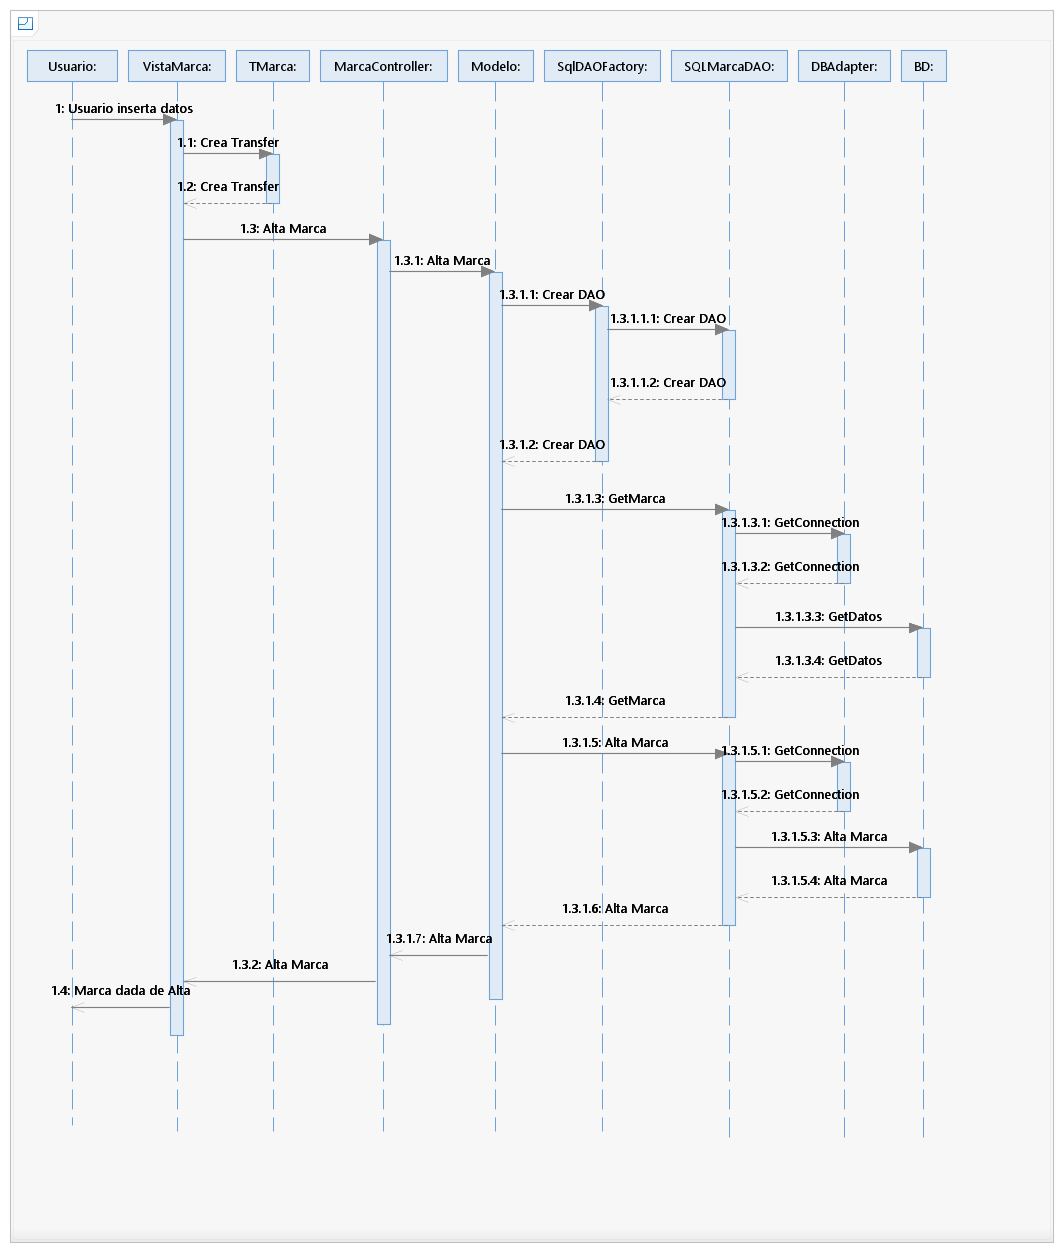 Usuario:
VistaMarca:
TMarca:
MarcaController:
Modelo:
SqlDAOFactory:
SQLMarcaDAO:
DBAdapter:
BD:
1: Usuario inserta datos
1.1: Crea Transfer
1.2: Crea Transfer
1.3: Alta Marca
1.3.1: Alta Marca
1.3.1.1: Crear DAO
1.3.1.1.1: Crear DAO
1.3.1.1.2: Crear DAO
1.3.1.2: Crear DAO
1.3.1.3: GetMarca
1.3.1.3.1: GetConnection
1.3.1.3.2: GetConnection
1.3.1.3.3: GetDatos
1.3.1.3.4: GetDatos
1.3.1.4: GetMarca
1.3.1.5: Alta Marca
1.3.1.5.1: GetConnection
1.3.1.5.2: GetConnection
1.3.1.5.3: Alta Marca
1.3.1.5.4: Alta Marca
1.3.1.6: Alta Marca
1.3.1.7: Alta Marca
1.3.2: Alta Marca
1.4: Marca dada de Alta